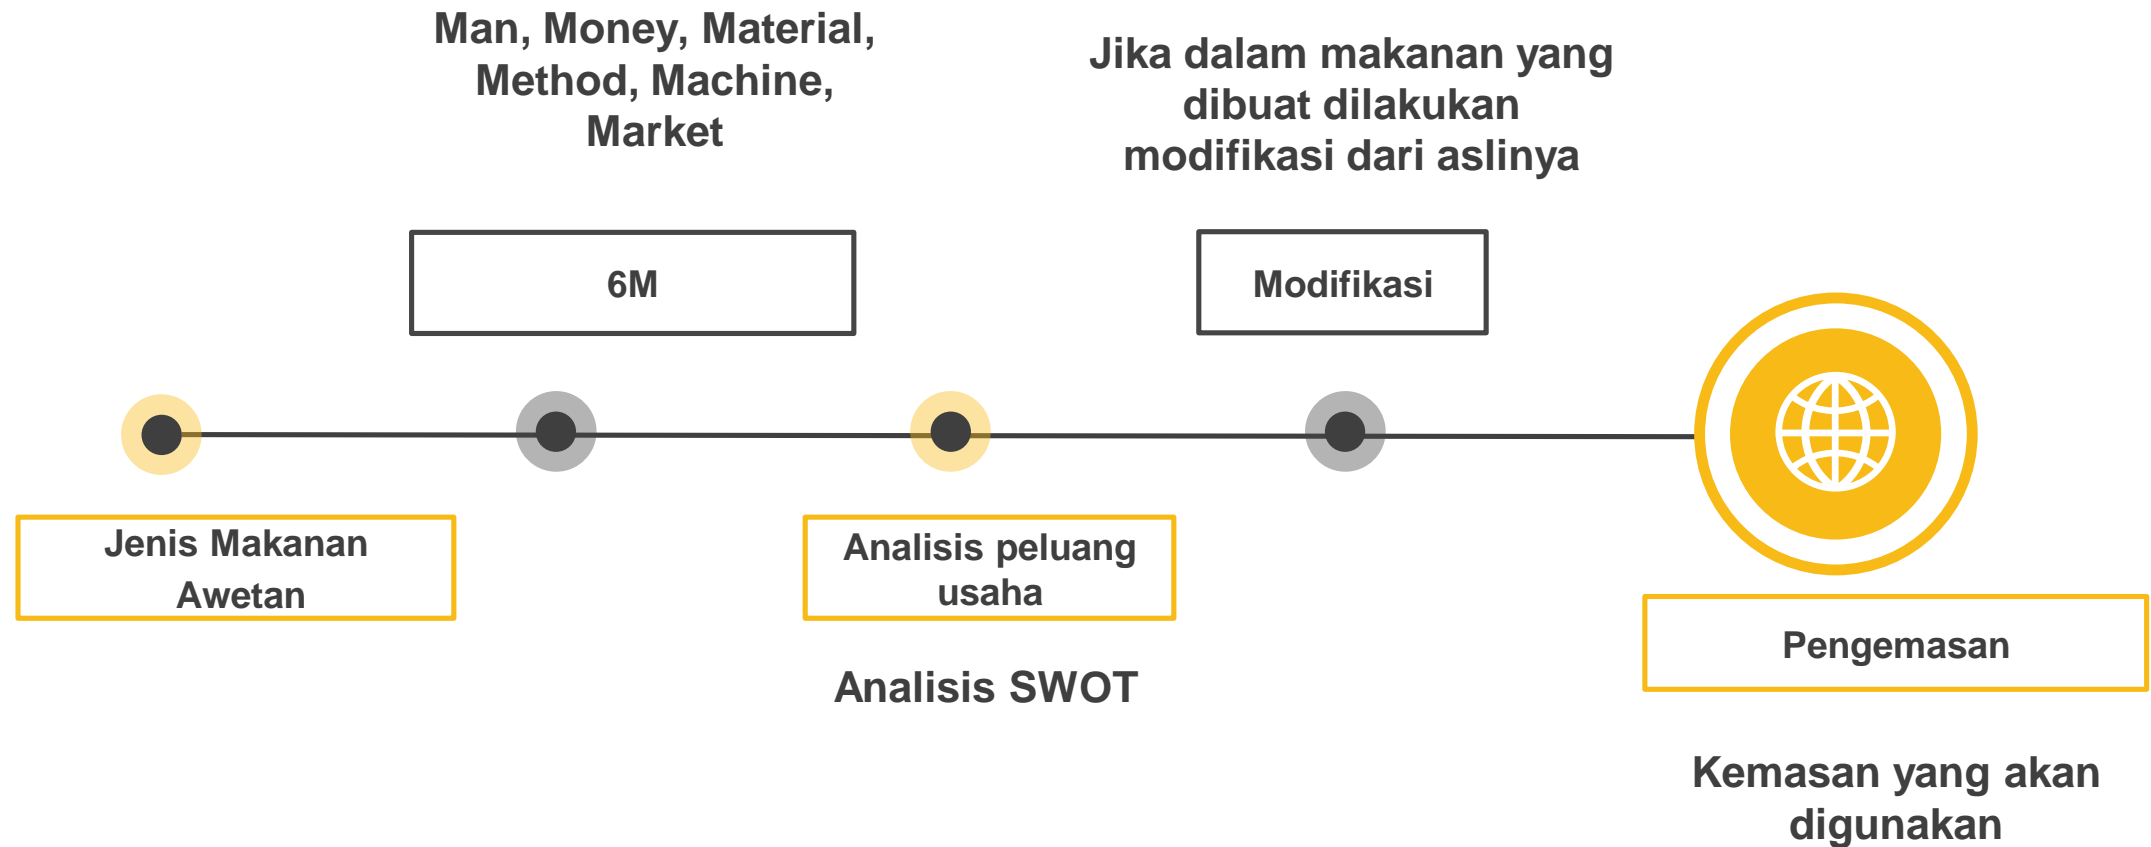 Man, Money, Material,
Method, Machine,
Market
Jika dalam makanan yang
dibuat dilakukan
modifikasi dari aslinya
6M
Modifikasi
Jenis Makanan
Awetan
Analisis peluang
usaha
Analisis SWOT
Pengemasan
Kemasan yang akan
digunakan